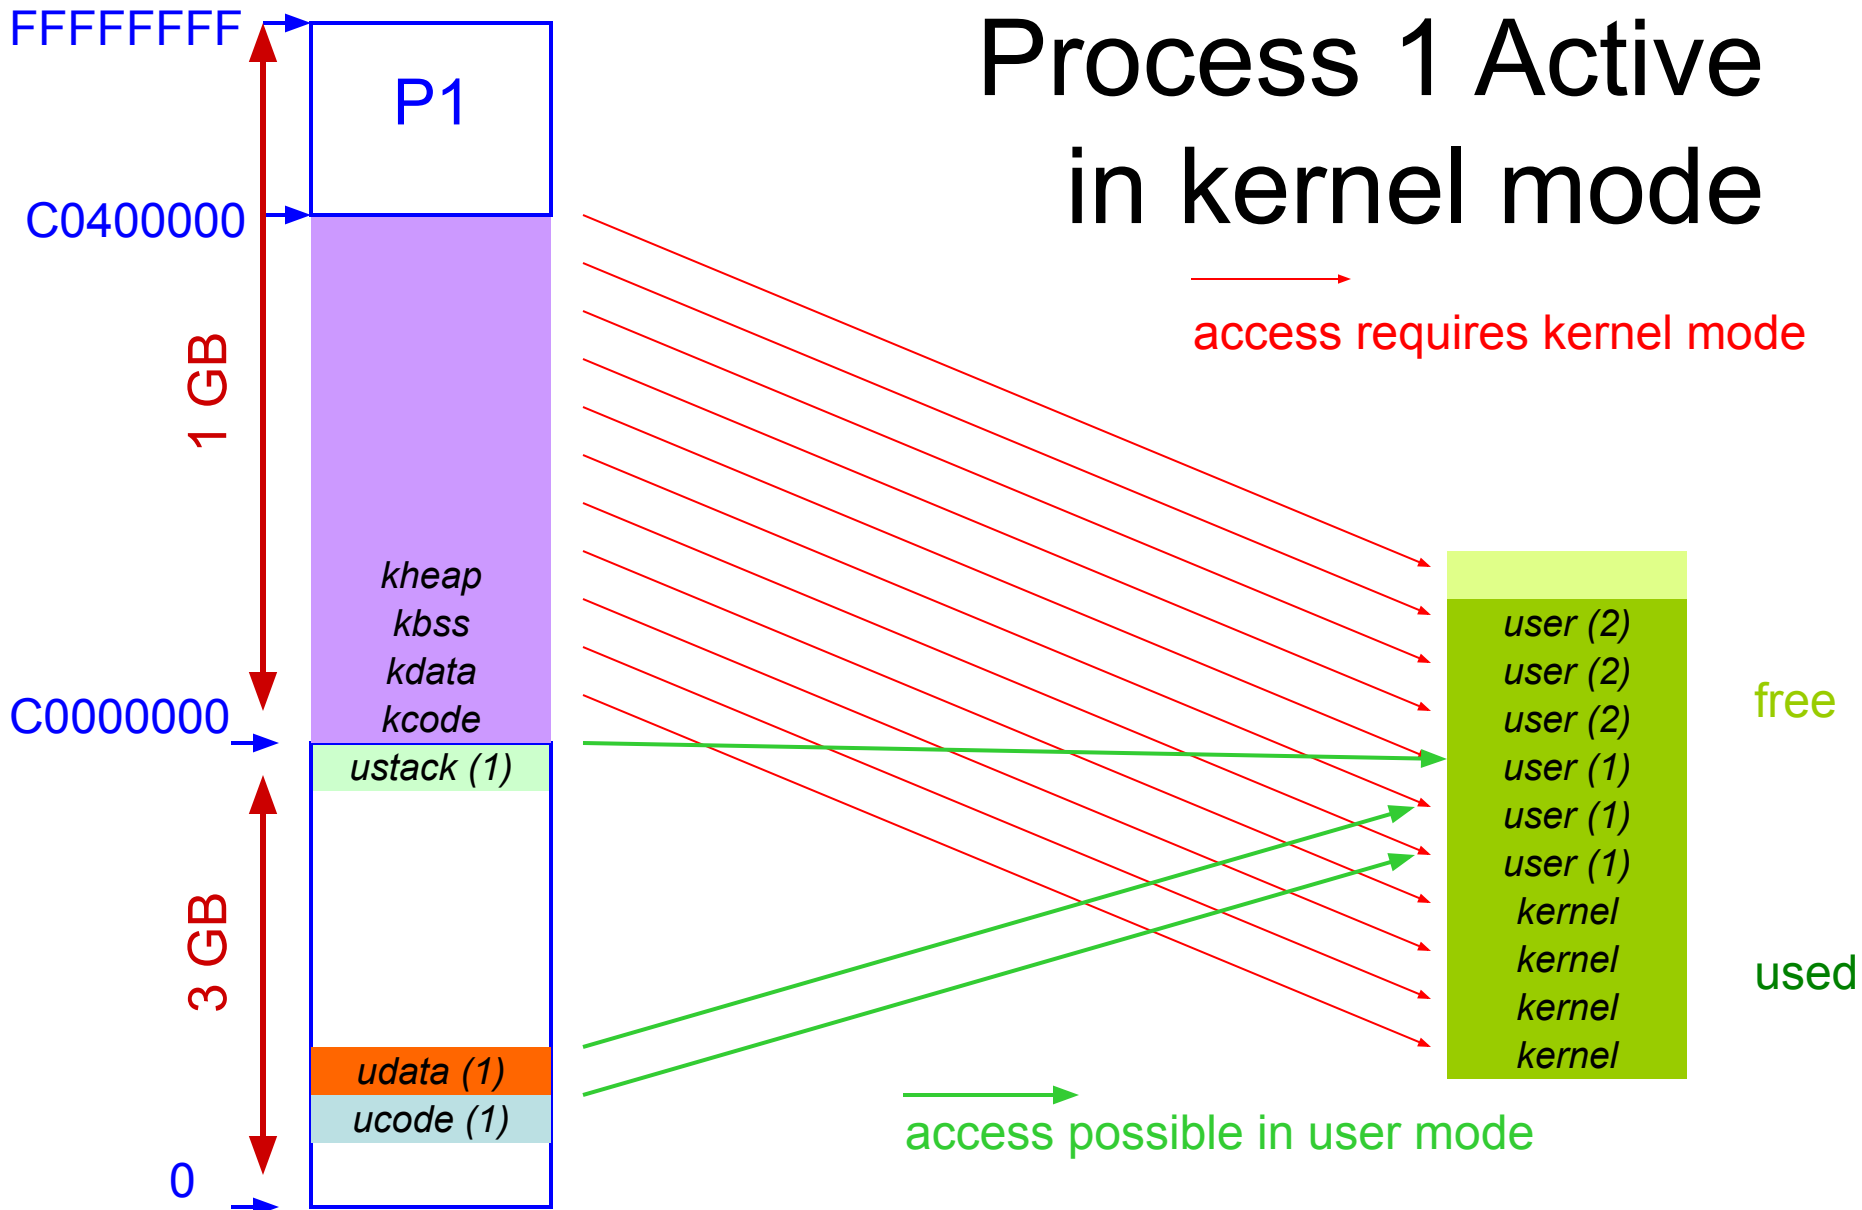 Process 1 Active
in kernel mode
FFFFFFFF
P1
C0400000
access requires kernel mode
1 GB
kheap
kbss
kdata
kcode
C0000000
ustack (1)
3 GB
udata (1)
ucode (1)
0
user (2)
user (2)
user (2)
user (1)
user (1)
user (1)
kernel
kernel
kernel
kernel
free
used
access possible in user mode